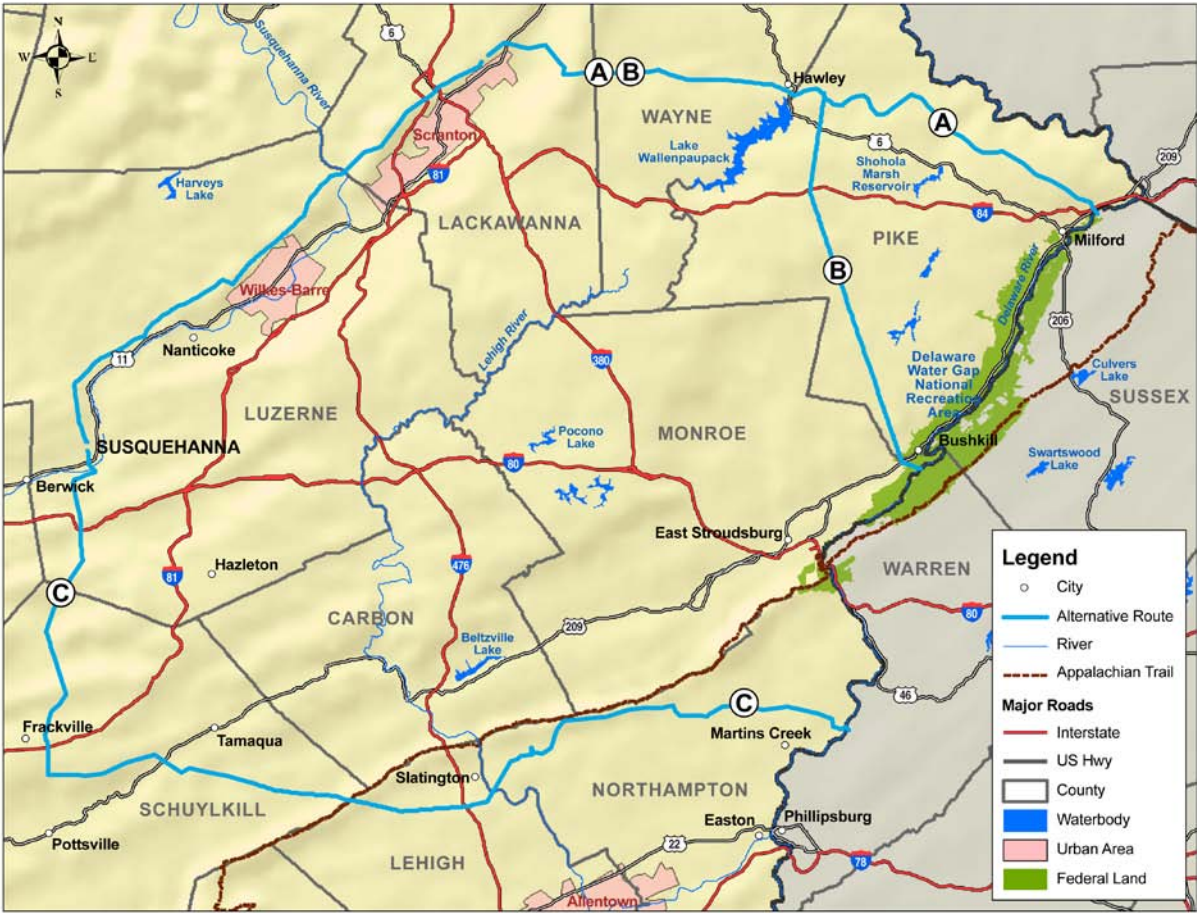 N
W
E
S
6
Susquehanna River
A
B
Hawley
WAYNE
A
Scranton
Lake
Wallenpaupack
6
Shohola
Marsh
Reservoir
209
Harveys
Lake
81
LACKAWANNA
84
PIKE
Milford
Wilkes-Barre
B
Delaware River
206
Nanticoke
11
Lehigh River
380
Delaware
Water Gap
National
Recreation
Area
Culvers
Lake
SUSSEX
LUZERNE
MONROE
Pocono
Lake
Bushkill
SUSQUEHANNA
80
Swartswood
Lake
Berwick
East Stroudsburg
Hazleton
81
476
WARREN
C
80
CARBON
209
Beltzville
Lake
46
Frackville
Tamaqua
C
Martins Creek
Slatington
SCHUYLKILL
NORTHAMPTON
Pottsville
Easton
Phillipsburg
22
LEHIGH
78
Allentown
Legend
City
Alternative Route
River
Appalachian Trail
Major Roads
Interstate
US Hwy
County
Waterbody
Urban Area
Federal Land